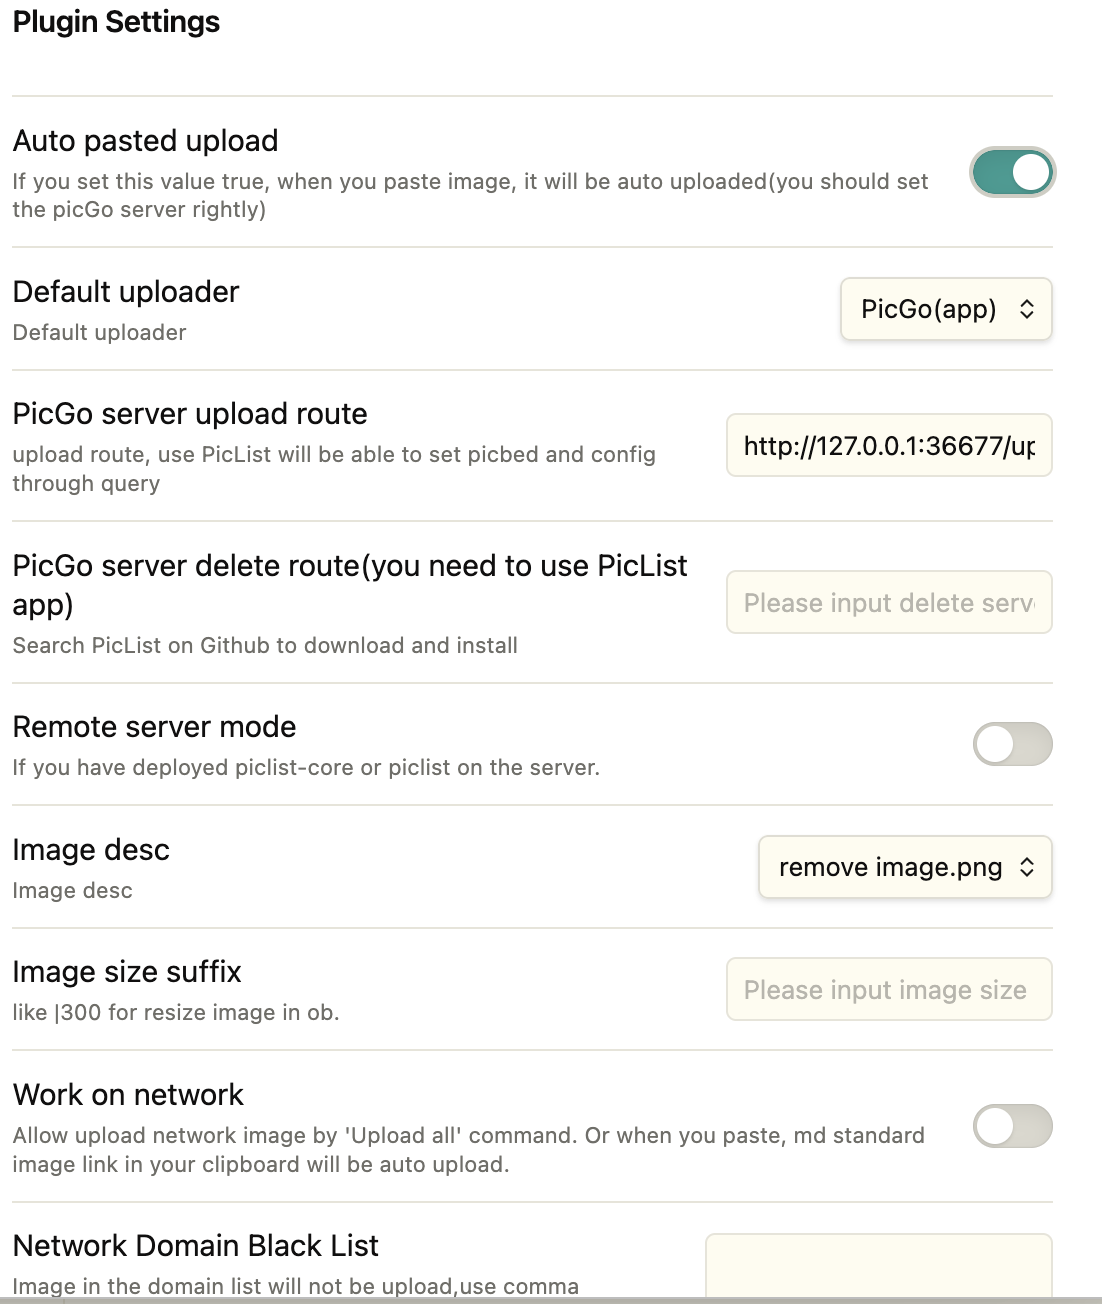 Plugin Settings
Auto pasted upload
If you set this value true, when you paste image, it will be auto uploaded(you should set
the picGo server rightly)
Default uploader
Default uploader
PicGo(app)
PicGo server upload route
upload route, use PicList will be able to set picbed and config
through query
http://127.0.0.1:36677/up
PicGo server delete route(you need to use PicList
app)
Search PicList on Github to download and install
Please input delete serv
Remote server mode
If you have deployed piclist-core or piclist on the server.
Image desc
Image desc
remove image.png
Image size suffix
like |300 for resize image in ob.
Please input image size
Work on network
Allow upload network image by 'Upload all' command. Or when you paste, md standard
image link in your clipboard will be auto upload.
Network Domain Black List
Image in the domain list will not be upload,use comma